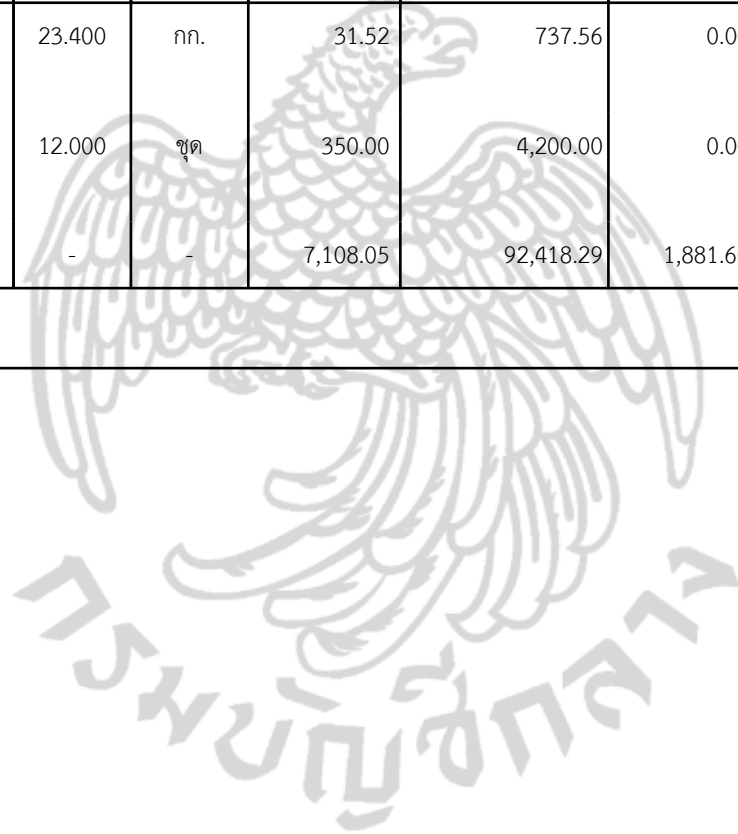 23.400 กก. 31.52 737.56 0.0
12.000 ชุด 350.00 4,200.00 0.0
- - 7,108.05 92,418.29 1,881.6
กรมบัญชีกลาง